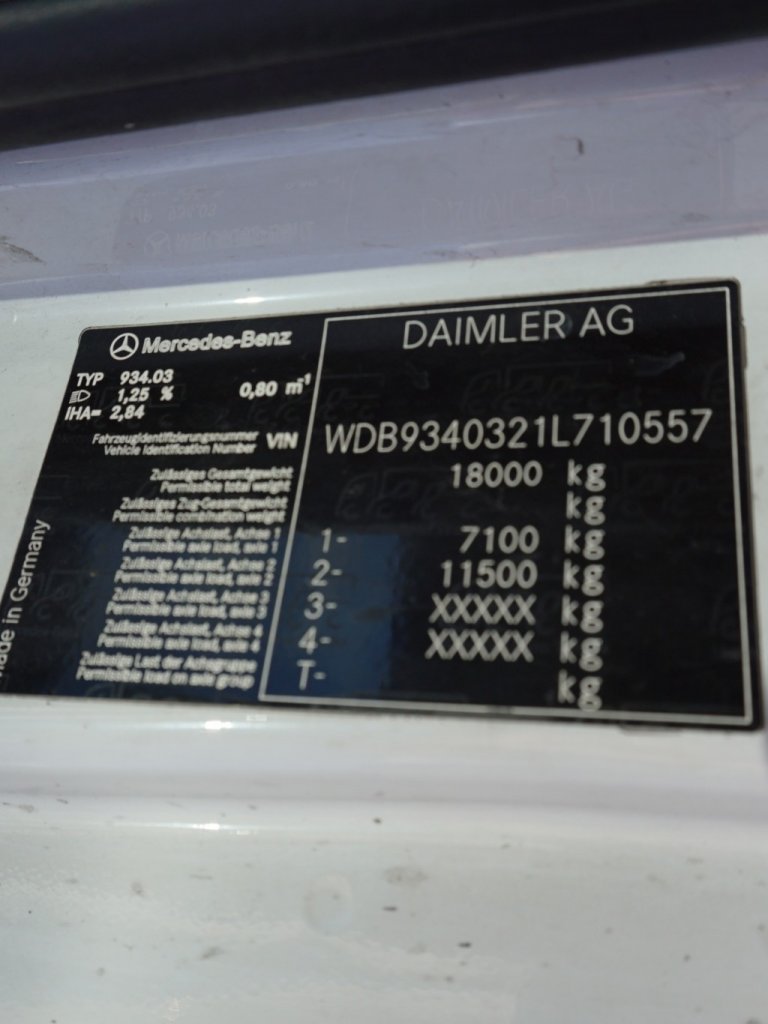 Mercedes-Benz
DAIMLER AG
TYP 934.03
1,25 % 0,80 m¹
IHA= 2,84
Fahrzeugidentifizierungsnummer
Vehicle Identification Number
VIN
WDB9340321L710557
Zulässiges Gesamtgewicht
Permissible total weight
18000 kg
Zulässiges Zug-Gesamtgewicht
Permissible combination weight
kg
Zulässige Achslast, Achse 1
Permissible axle load, axle 1
1- 7100 kg
Zulässige Achslast, Achse 2
Permissible axle load, axle 2
2- 11500 kg
Zulässige Achslast, Achse 3
Permissible axle load, axle 3
3- XXXXX kg
Zulässige Achslast, Achse 4
Permissible axle load, axle 4
4- XXXXX kg
Zulässige Last der Achsgruppe
Permissible load on axle group
T- kg
Made in Germany